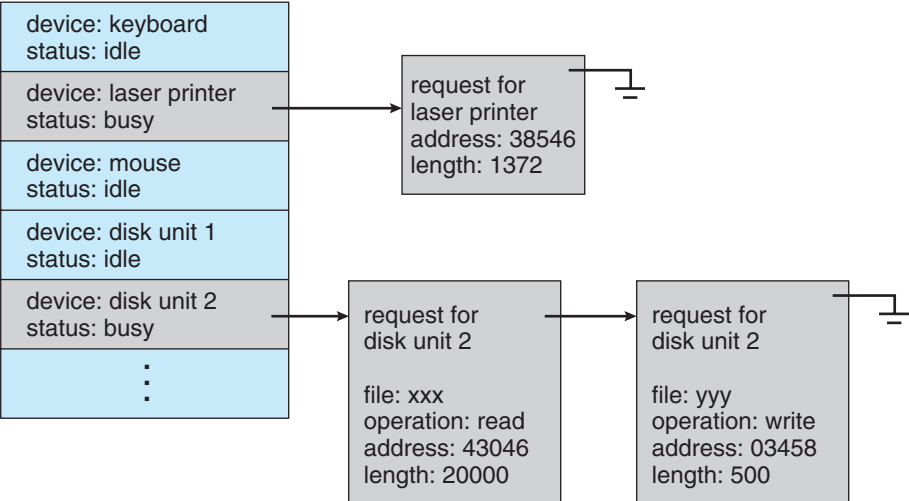 device: keyboard
status: idle
device: laser printer
status: busy
device: mouse
status: idle
device: disk unit 1
status: idle
device: disk unit 2
status: busy
request for
laser printer
address: 38546
length: 1372
request for
disk unit 2
file: xxx
operation: read
address: 43046
length: 20000
request for
disk unit 2
file: yyy
operation: write
address: 03458
length: 500